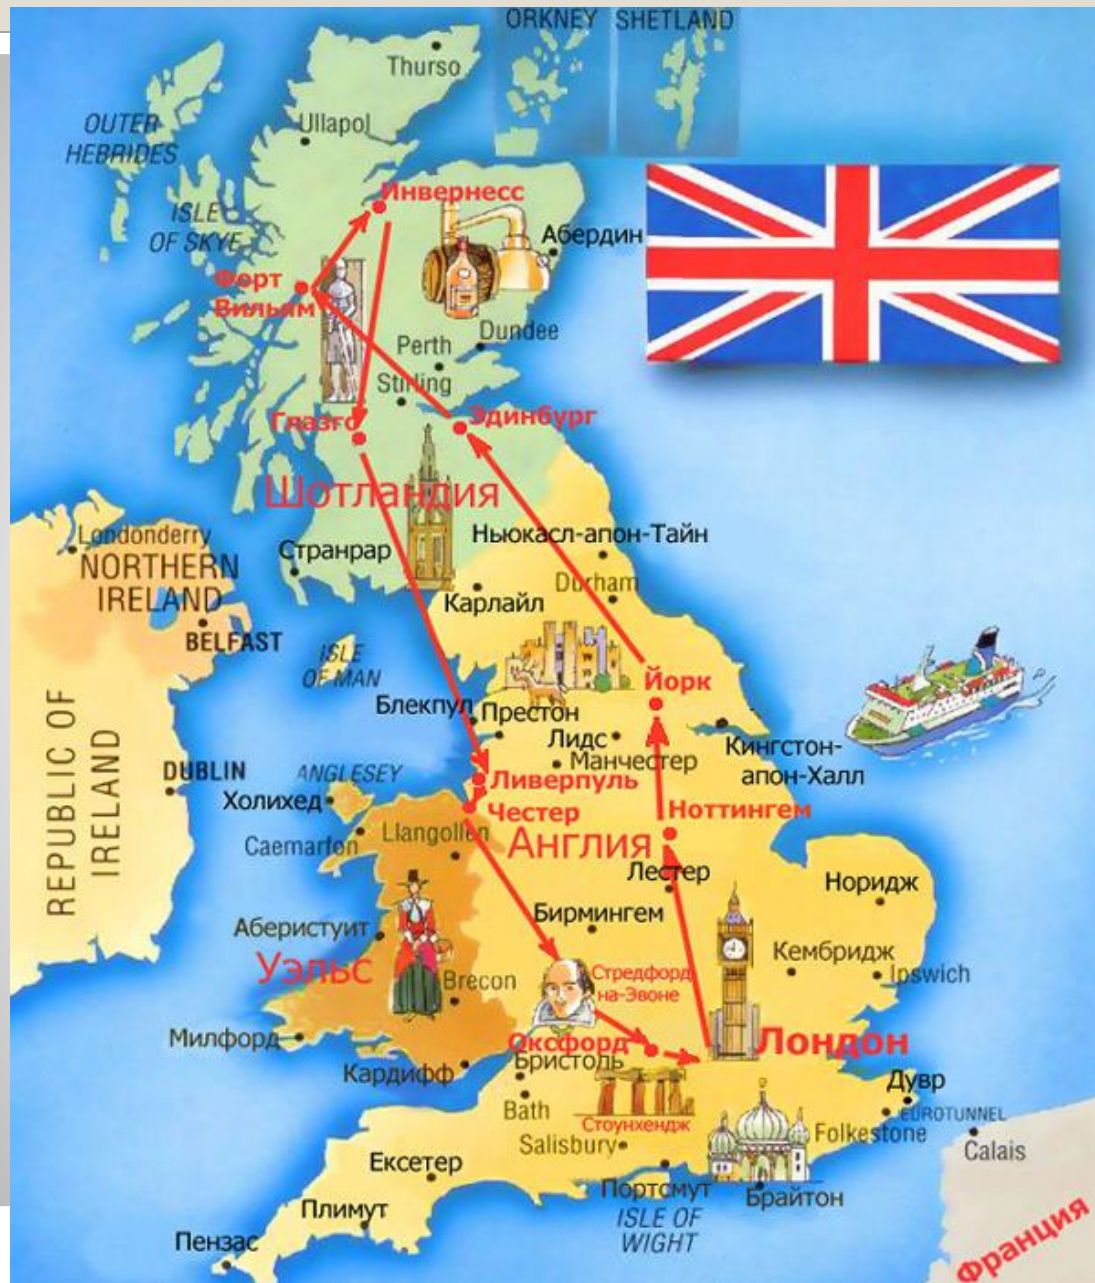 ORKNEY
SHETLAND
Thurso
OUTER
HEBRIDES
Ullapol
Инвернесс
ISLE
OF SKYE
Абердин
Форт
Вильям
Dundee
Perth
Stirling
Глазго
Эдинбург
Шотландия
Londonderry
NORTHERN
IRELAND
Странрар
Ньюкасл-апон-Тайн
Durham
Карлайл
BELFAST
ISLE
OF MAN
Йорк
Блекпул
Престон
Лидс
Манчестер
Кингстон-
апон-Халл
REPUBLIC OF
IRELAND
DUBLIN
ANGLESEY
Холихед
Ливерпуль
Честер
Ноттингем
Caemarfon
Llangollen
Англия
Лестер
Норидж
Бирмингем
Аберистуит
Уэльс
Кембридж
Ipswich
Brecon
Стредфорд
на-Эвоне
Милфорд
Оксфорд
Лондон
Бристоль
Кардифф
Дувр
Bath
Стоунхендж
EUROTUNNEL
Folkestone
Salisbury
Calais
Ексетер
Портсмут
Брайтон
Плимут
ISLE OF
WIGHT
Пензас
Франция